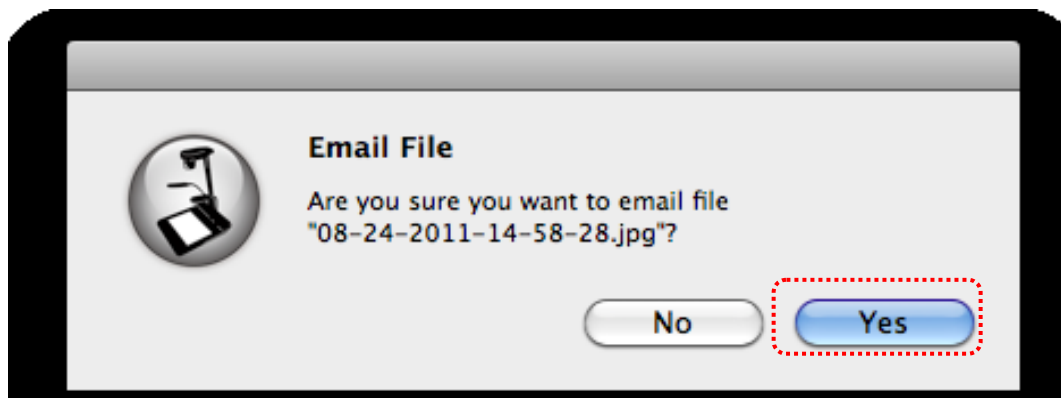 Email File
Are you sure you want to email file
"08-24-2011-14-58-28.jpg"?
No Yes